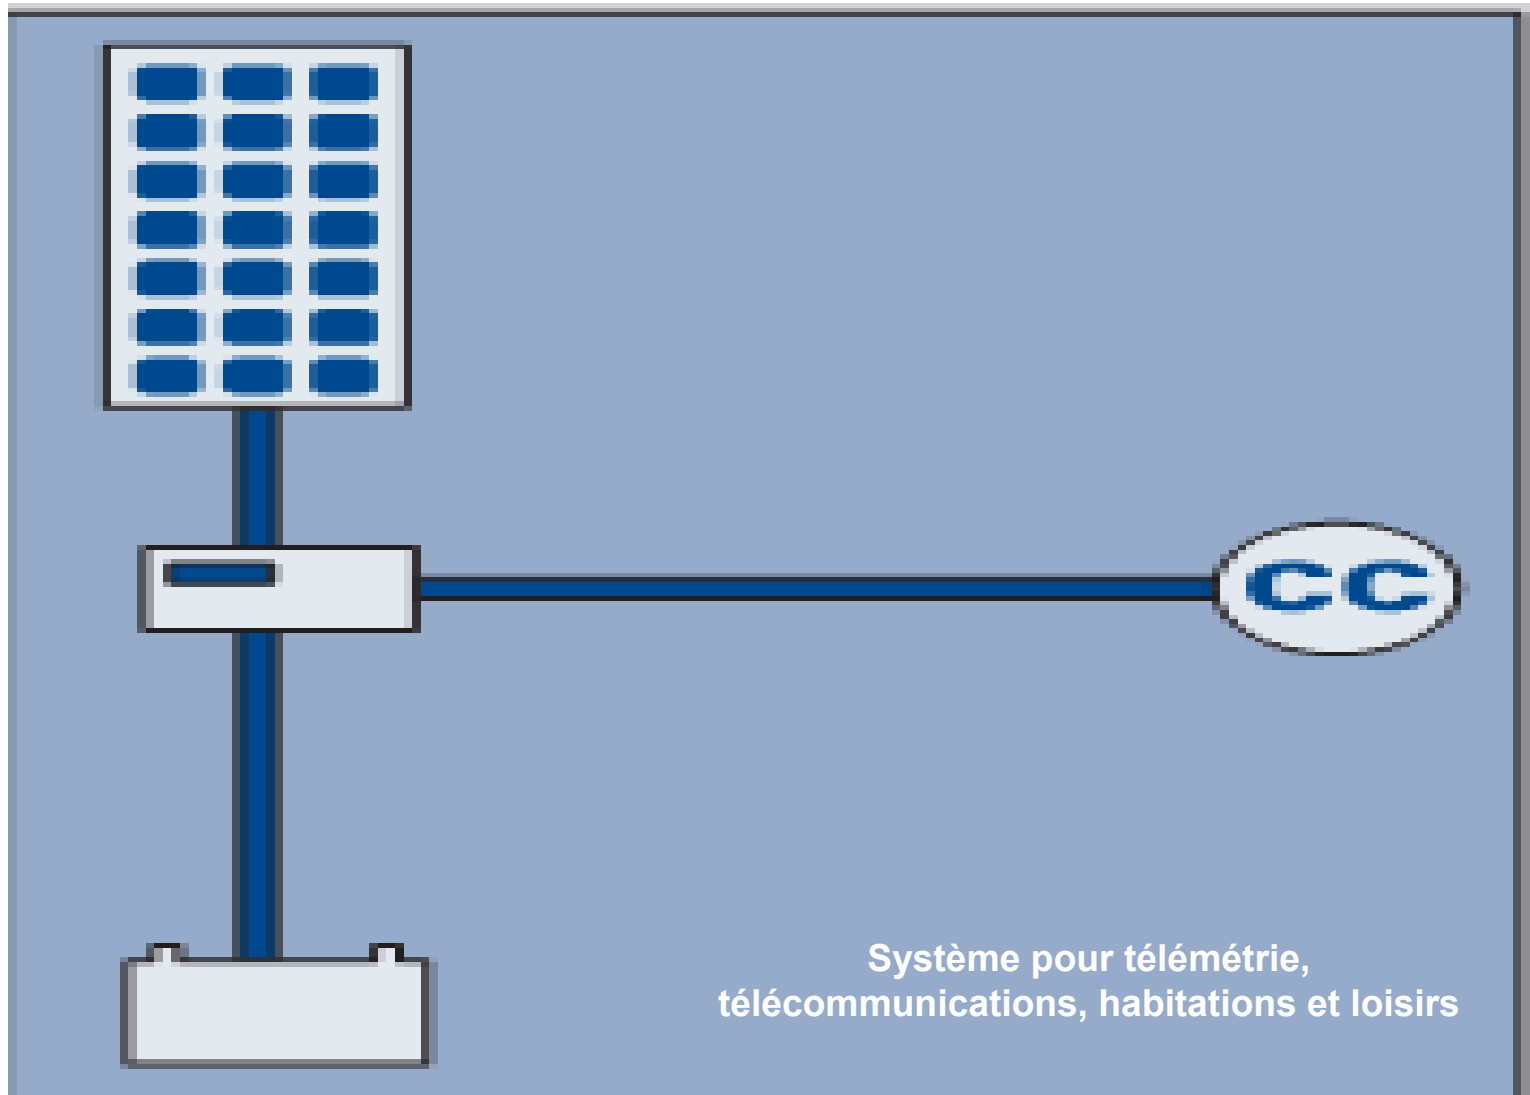 CC
Système pour télémétrie,
télécommunications, habitations et loisirs